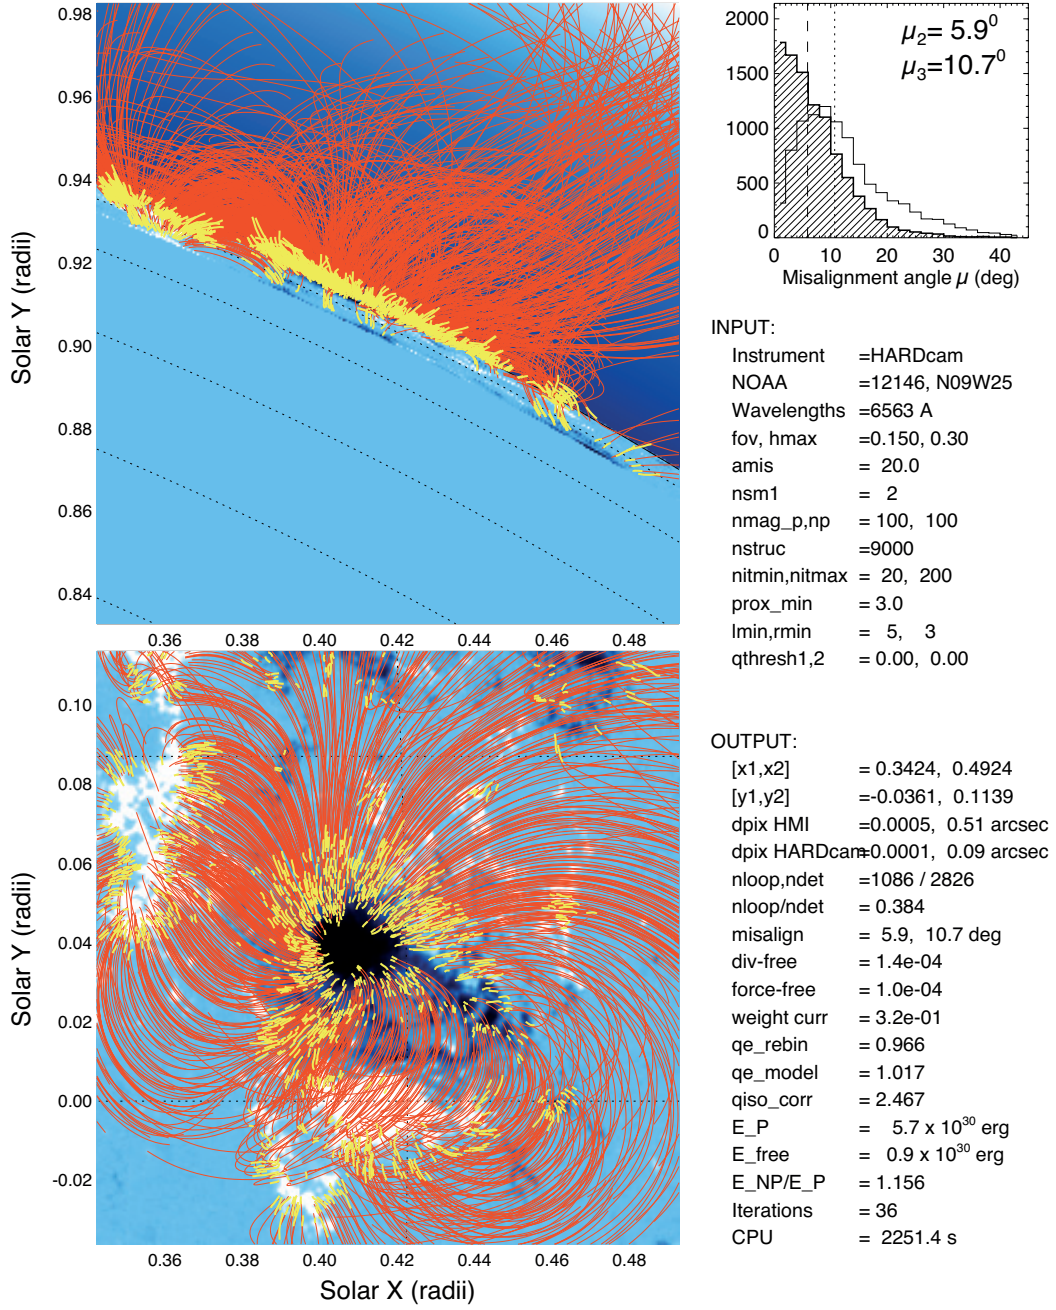 0.98
0.96
0.94
0.92
0.90
0.88
0.86
0.84
Solar Y (radii)
0.36 0.38 0.40 0.42 0.44 0.46 0.48
2000
1500
1000
500
0
μ2= 5.9⁰
μ3=10.7⁰
0 10 20 30 40
Misalignment angle μ (deg)
INPUT:
Instrument =HARDcam
NOAA =12146, N09W25
Wavelengths =6563 A
fov, hmax =0.150, 0.30
amis = 20.0
nsm1 = 2
nmag_p,np = 100, 100
nstruc =9000
nitmin,nitmax = 20, 200
prox_min = 3.0
lmin,rmin = 5, 3
qthresh1,2 = 0.00, 0.00
0.10
0.08
0.06
0.04
0.02
0.00
-0.02
Solar Y (radii)
0.36 0.38 0.40 0.42 0.44 0.46 0.48
Solar X (radii)
OUTPUT:
[x1,x2] = 0.3424, 0.4924
[y1,y2] =-0.0361, 0.1139
dpix HMI =0.0005, 0.51 arcsec
dpix HARDcam=0.0001, 0.09 arcsec
nloop,ndet =1086 / 2826
nloop/ndet = 0.384
misalign = 5.9, 10.7 deg
div-free = 1.4e-04
force-free = 1.0e-04
weight curr = 3.2e-01
qe_rebin = 0.966
qe_model = 1.017
qiso_corr = 2.467
E_P = 5.7 x 10³⁰ erg
E_free = 0.9 x 10³⁰ erg
E_NP/E_P = 1.156
Iterations = 36
CPU = 2251.4 s